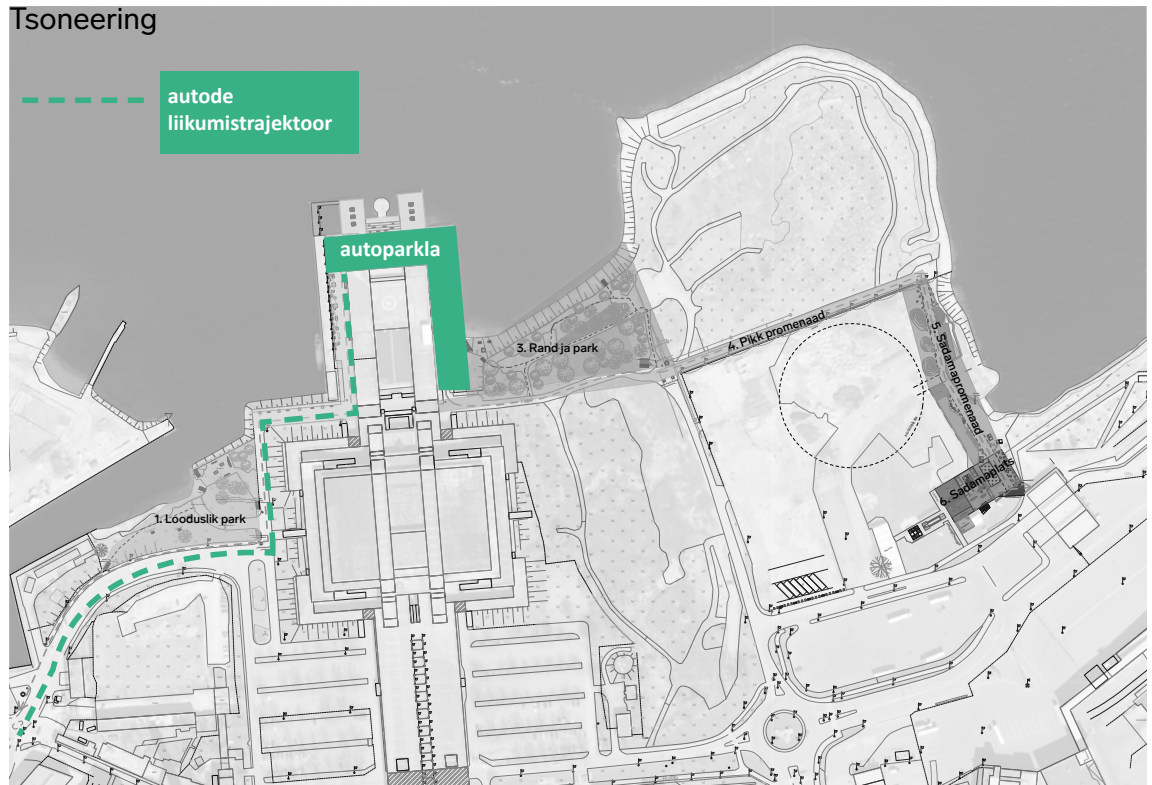 Tsoneering
autode
liikumistrajektoor
autoparkla
3. Rand ja park
4. Pikk promenaad
5. Sadamapromenaad
6. Sadamaplats
1. Looduslik park